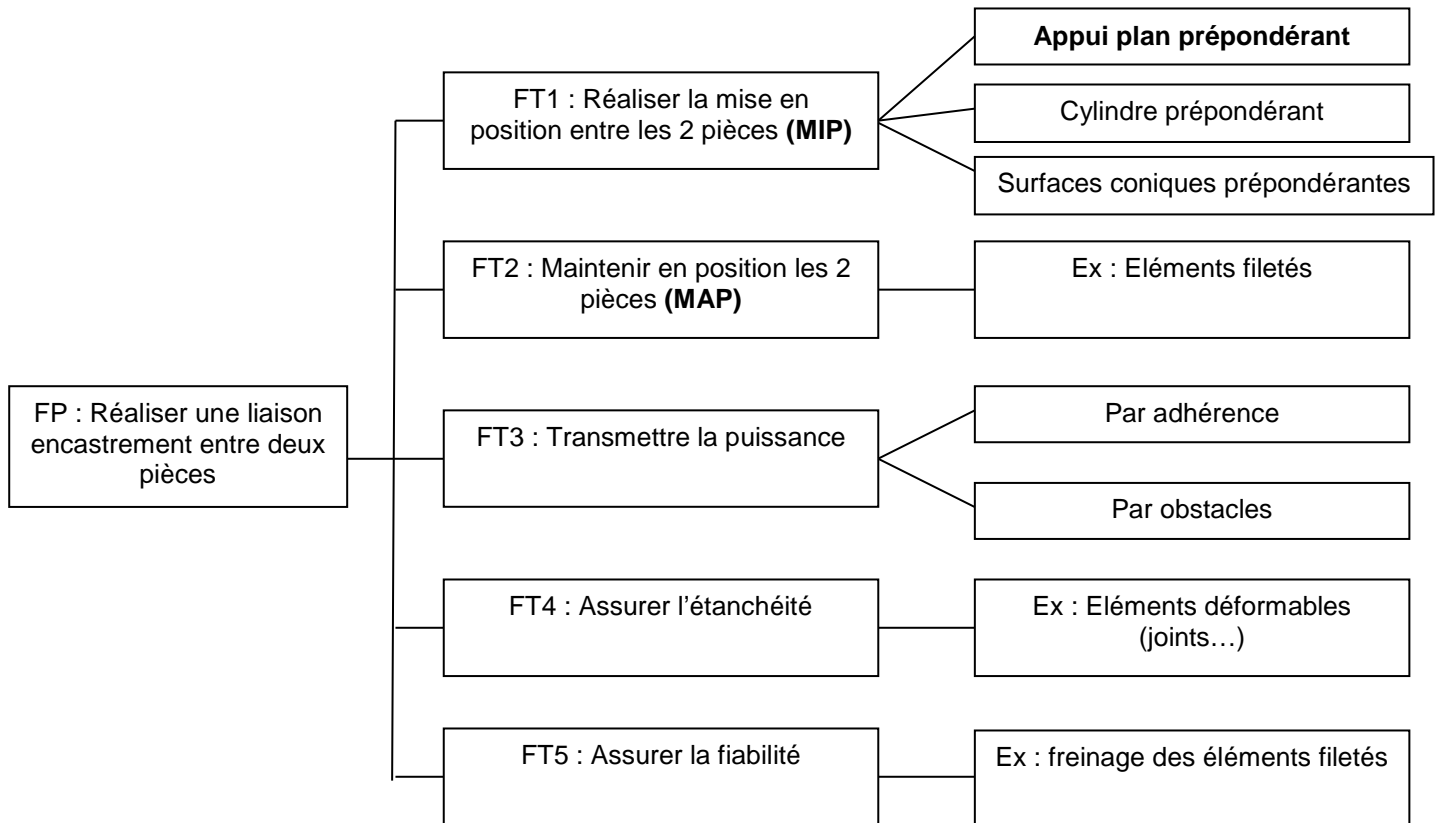 Appui plan prépondérant
FT1 : Réaliser la mise en
position entre les 2 pièces (MIP)
Cylindre prépondérant
Surfaces coniques prépondérantes
FT2 : Maintenir en position les 2
pièces (MAP)
Ex : Eléments filetés
FP : Réaliser une liaison
encastrement entre deux
pièces
FT3 : Transmettre la puissance
Par adhérence
Par obstacles
FT4 : Assurer l’étanchéité
Ex : Eléments déformables
(joints…)
FT5 : Assurer la fiabilité
Ex : freinage des éléments filetés